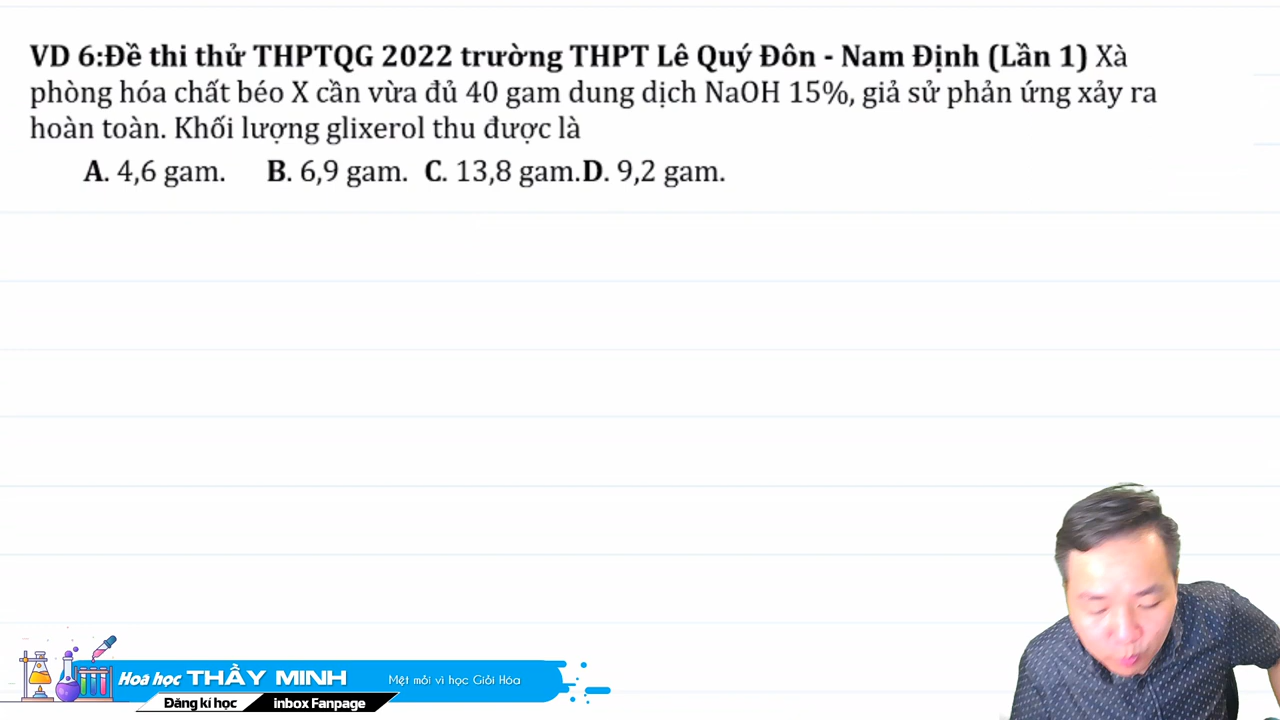 VD 6:Đề thi thử THPTQG 2022 trường THPT Lê Quý Đôn - Nam Định (Lần 1) Xà
phòng hóa chất béo X cần vừa đủ 40 gam dung dịch NaOH 15%, giả sử phản ứng xảy ra
hoàn toàn. Khối lượng glixerol thu được là
A. 4,6 gam. B. 6,9 gam. C. 13,8 gam.D. 9,2 gam.
Hoá học THẦY MINH
Mệt mỏi vì học Giỏi Hóa
Đăng kí học inbox Fanpage